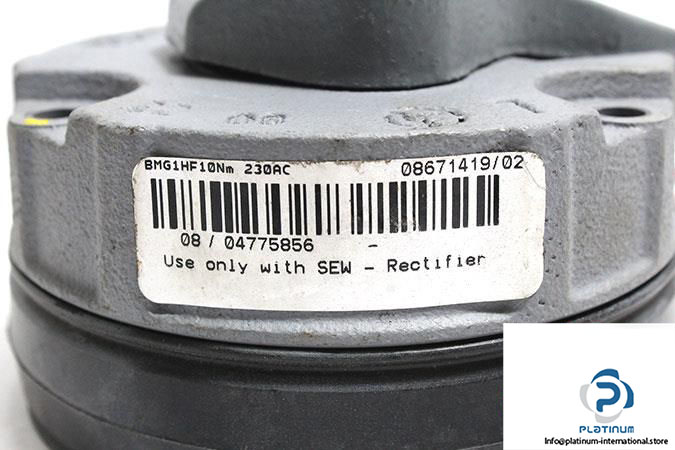 BMG1HF10Nm 230AC
08671419/02
08 / 04775856 -
Use only with SEW - Rectifier
P
PLATINUM
Info@platinum-international.store